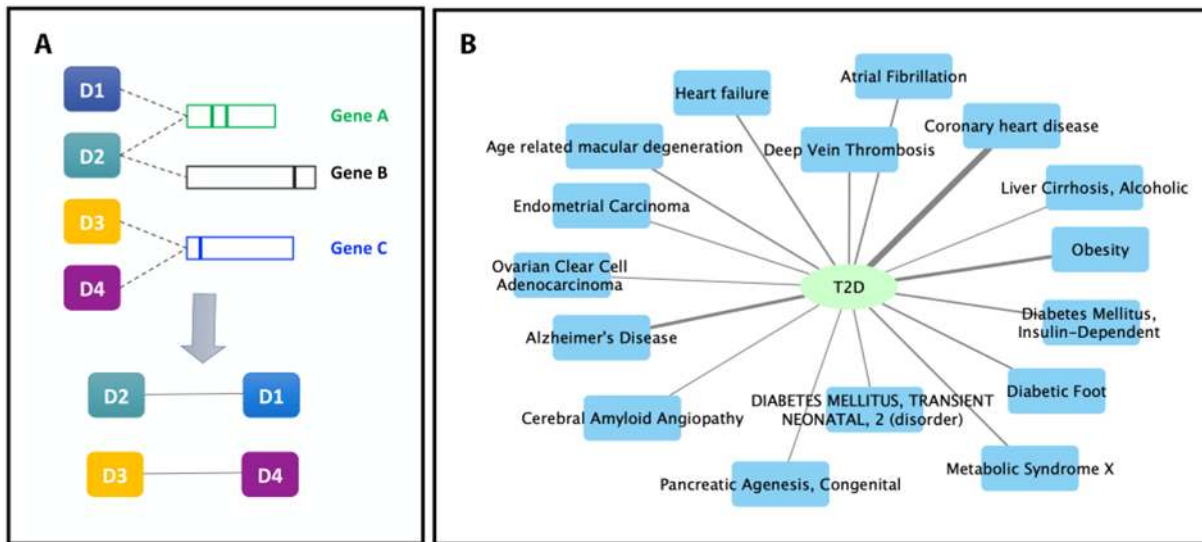 A
D1
Gene A
D2
Gene B
D3
Gene C
D4
D2
D1
D3
D4
B
Atrial Fibrillation
Heart failure
Coronary heart disease
Age related macular degeneration
Deep Vein Thrombosis
Liver Cirrhosis, Alcoholic
Endometrial Carcinoma
Obesity
Ovarian Clear Cell
Adenocarcinoma
T2D
Diabetes Mellitus,
Insulin-Dependent
Alzheimer's Disease
Diabetic Foot
DIABETES MELLITUS, TRANSIENT
NEONATAL, 2 (disorder)
Cerebral Amyloid Angiopathy
Metabolic Syndrome X
Pancreatic Agenesis, Congenital